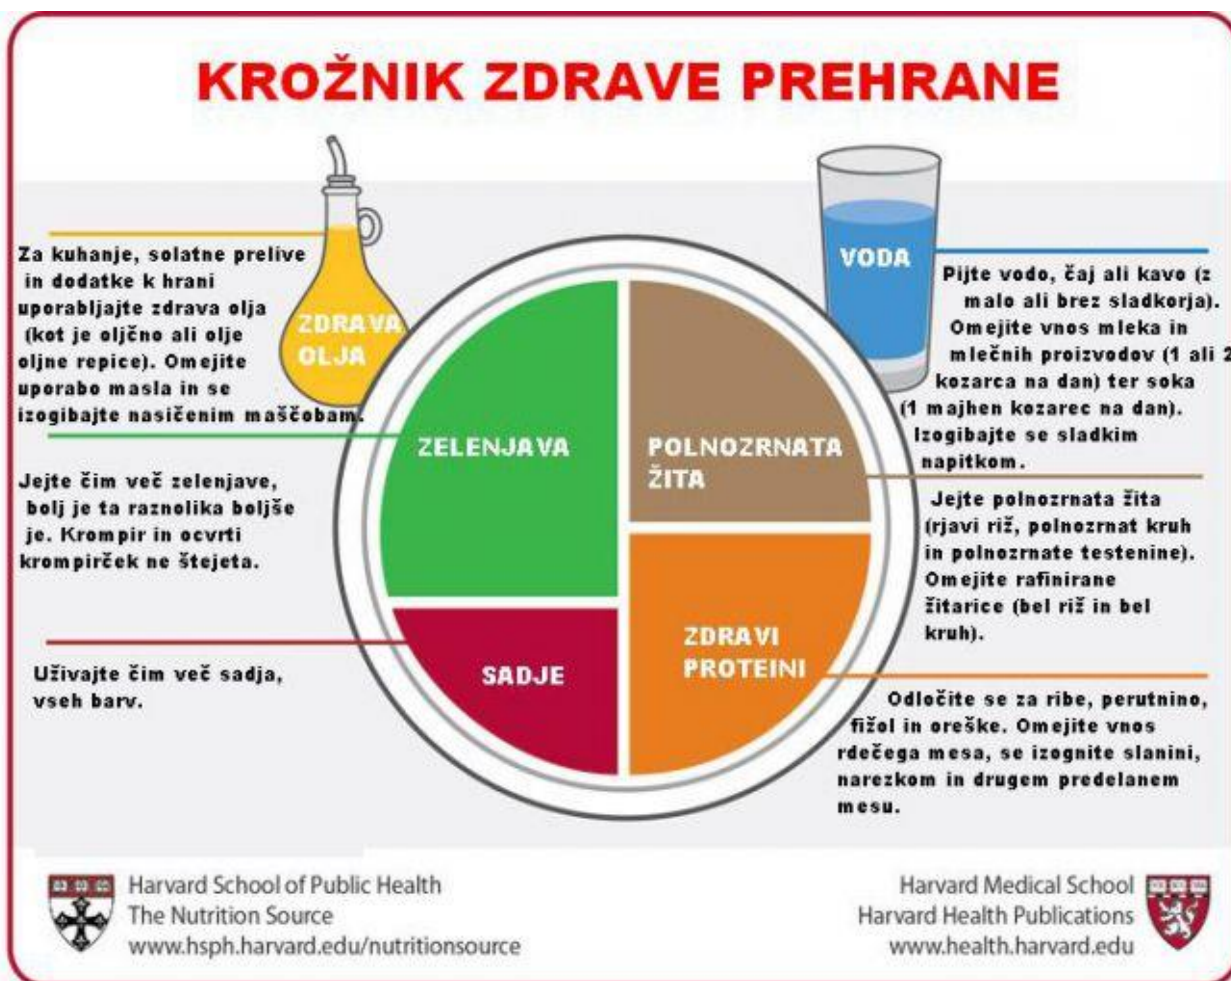 KROŽNIK ZDRAVE PREHRANE
Za kuhanje, solatne prelive
in dodatke k hrani
uporabljajte zdrava olja
(kot je oljčno ali olje
oljne repice). Omejite
uporabo masla in se
izogibajte nasičenim maščobam.
ZDRAVA
OLJA
VODA
Pijte vodo, čaj ali kavo (z
malo ali brez sladkorja).
Omejite vnos mleka in
mlečnih proizvodov (1 ali 2
kozarca na dan) ter soka
(1 majhen kozarec na dan).
Izogibajte se sladkim
napitkom.
ZELENJAVA
Jejte čim več zelenjave,
bolj je ta raznolika boljše
je. Krompir in ocvrti
krompirček ne štejeta.
POLNOZRNATA
ŽITA
Jejte polnozrnata žita
(rjavi riž, polnozrnat kruh
in polnozrnate testenine).
Omejite rafinirane
žitarice (bel riž in bel
kruh).
SADJE
Uživajte čim več sadja,
vseh barv.
ZDRAVI
PROTEINI
Odločite se za ribe, perutnino,
fižol in oreške. Omejite vnos
rdečega mesa, se izognite slanini,
narezkom in drugem predelanem
mesu.
Harvard School of Public Health
The Nutrition Source
www.hsph.harvard.edu/nutritionsource
Harvard Medical School
Harvard Health Publications
www.health.harvard.edu